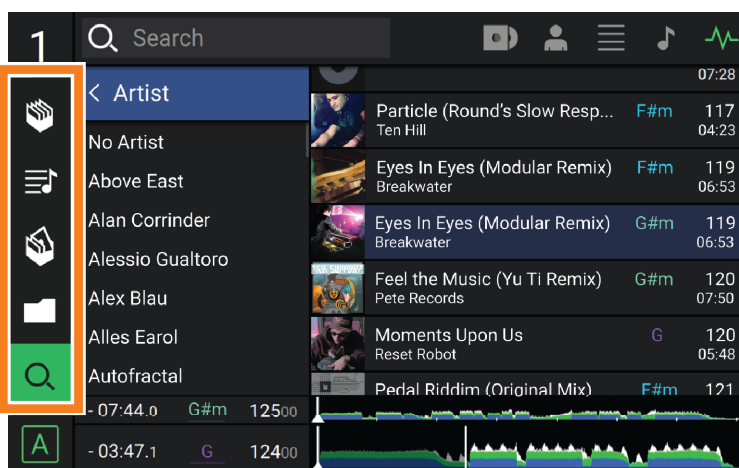 1
Search
07:28
< Artist
No Artist
Above East
Alan Corrinder
Alessio Gualtoro
Alex Blau
Alles Earol
Autofractal
Particle (Round's Slow Resp... F#m 117
Ten Hill 04:23
Eyes In Eyes (Modular Remix) F#m 119
Breakwater 06:53
Eyes In Eyes (Modular Remix) G#m 119
Breakwater 06:53
Feel the Music (Yu Ti Remix) G#m 120
Pete Records 07:50
Moments Upon Us G 120
Reset Robot 05:48
Pedal Riddim (Original Mix) F#m 121
- 07:44.0 G#m 12500
A
- 03:47.1 G 12400